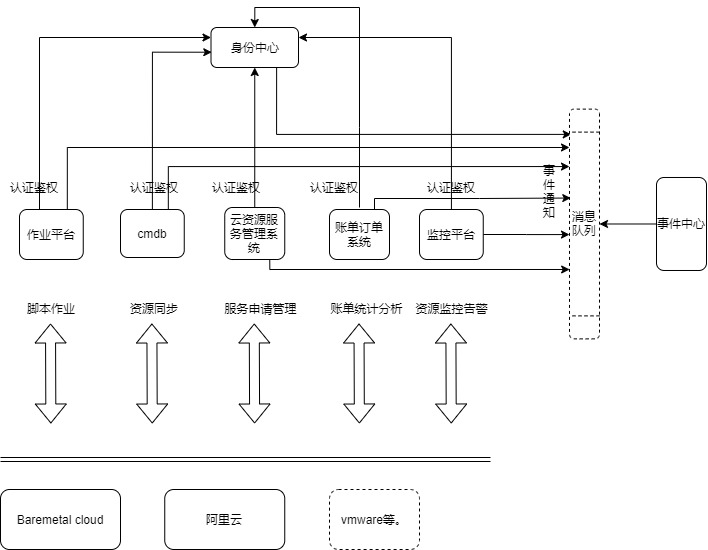 身份中心
认证鉴权
认证鉴权
认证鉴权
认证鉴权
认证鉴权
事
件
通
知
作业平台
cmdb
云资源服
务管理系
统
账单订单
系统
监控平台
消息
队列
事件中心
脚本作业
资源同步
服务申请管理
账单统计分析
资源监控告警
Baremetal cloud
阿里云
vmware等。